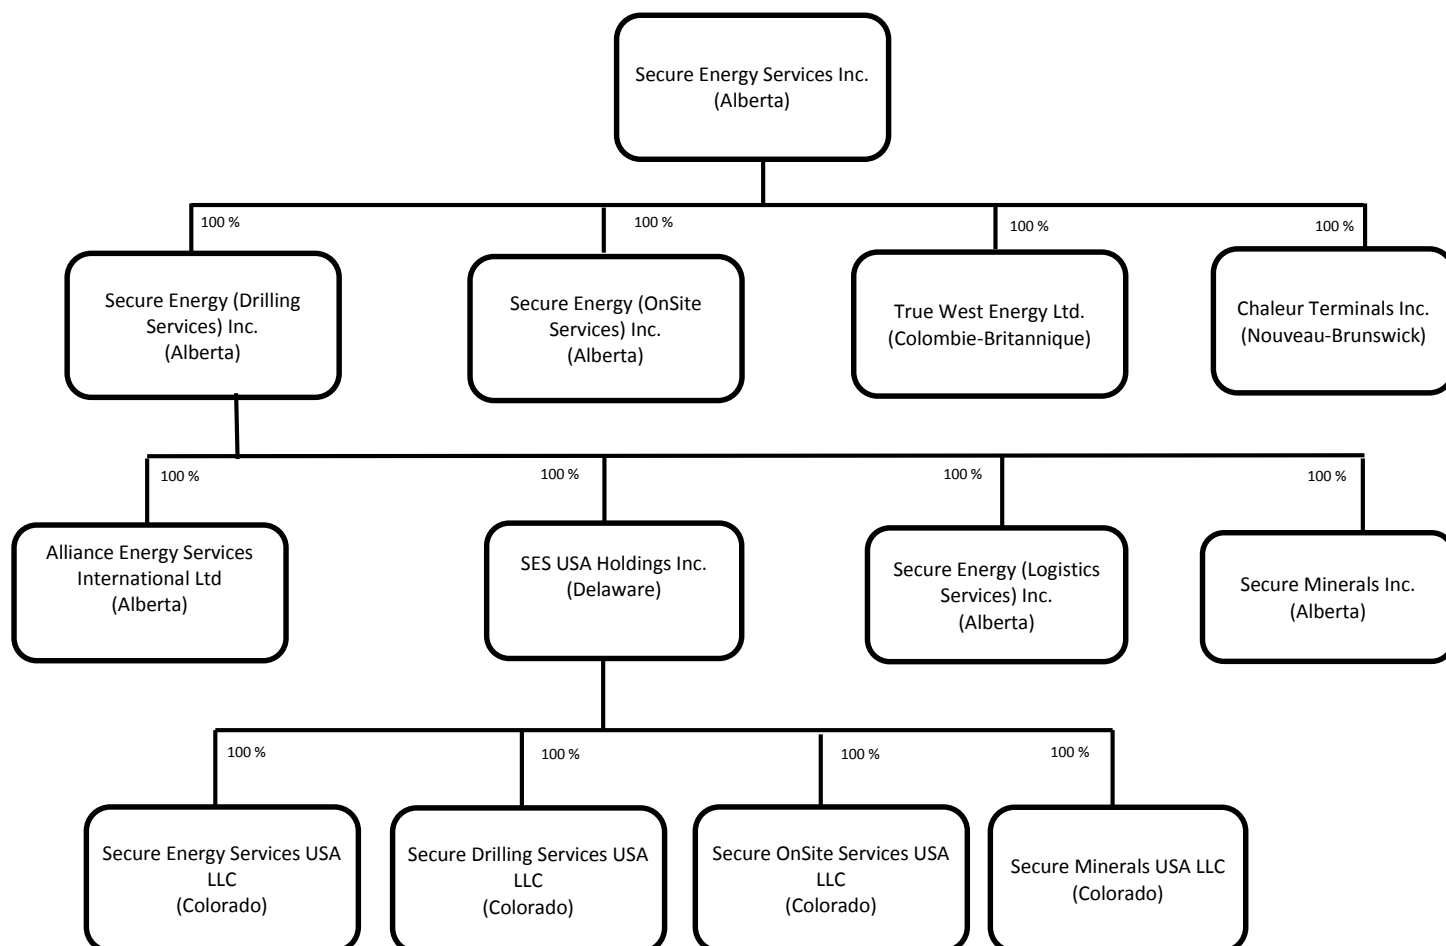 Secure Energy Services Inc.
(Alberta)
100 %
100 %
100 %
100 %
Secure Energy (Drilling
Services) Inc.
(Alberta)
Secure Energy (OnSite
Services) Inc.
(Alberta)
True West Energy Ltd.
(Colombie-Britannique)
Chaleur Terminals Inc.
(Nouveau-Brunswick)
100 %
100 %
100 %
100 %
Alliance Energy Services
International Ltd
(Alberta)
SES USA Holdings Inc.
(Delaware)
Secure Energy (Logistics
Services) Inc.
(Alberta)
Secure Minerals Inc.
(Alberta)
100 %
100 %
100 %
100 %
Secure Energy Services USA
LLC
(Colorado)
Secure Drilling Services USA
LLC
(Colorado)
Secure OnSite Services USA
LLC
(Colorado)
Secure Minerals USA LLC
(Colorado)